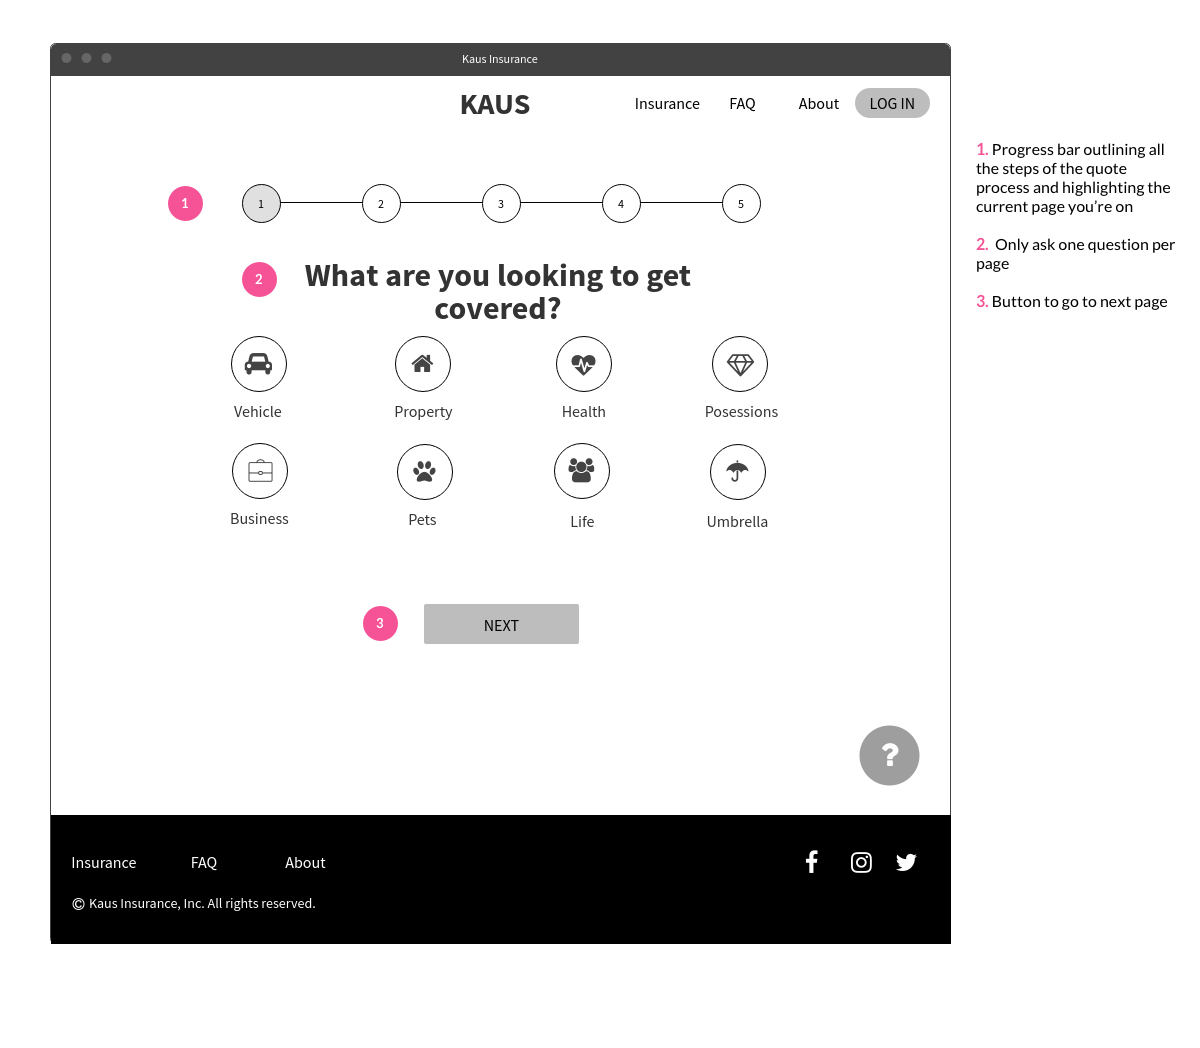 Kaus Insurance
KAUS
Insurance
FAQ
About
LOG IN
1
1
2
3
4
5
2
What are you looking to get
covered?
Vehicle
Property
Health
Posessions
Business
Pets
Life
Umbrella
3
NEXT
?
Insurance
FAQ
About
© Kaus Insurance, Inc. All rights reserved.
1. Progress bar outlining all
the steps of the quote
process and highlighting the
current page you’re on
2. Only ask one question per
page
3. Button to go to next page